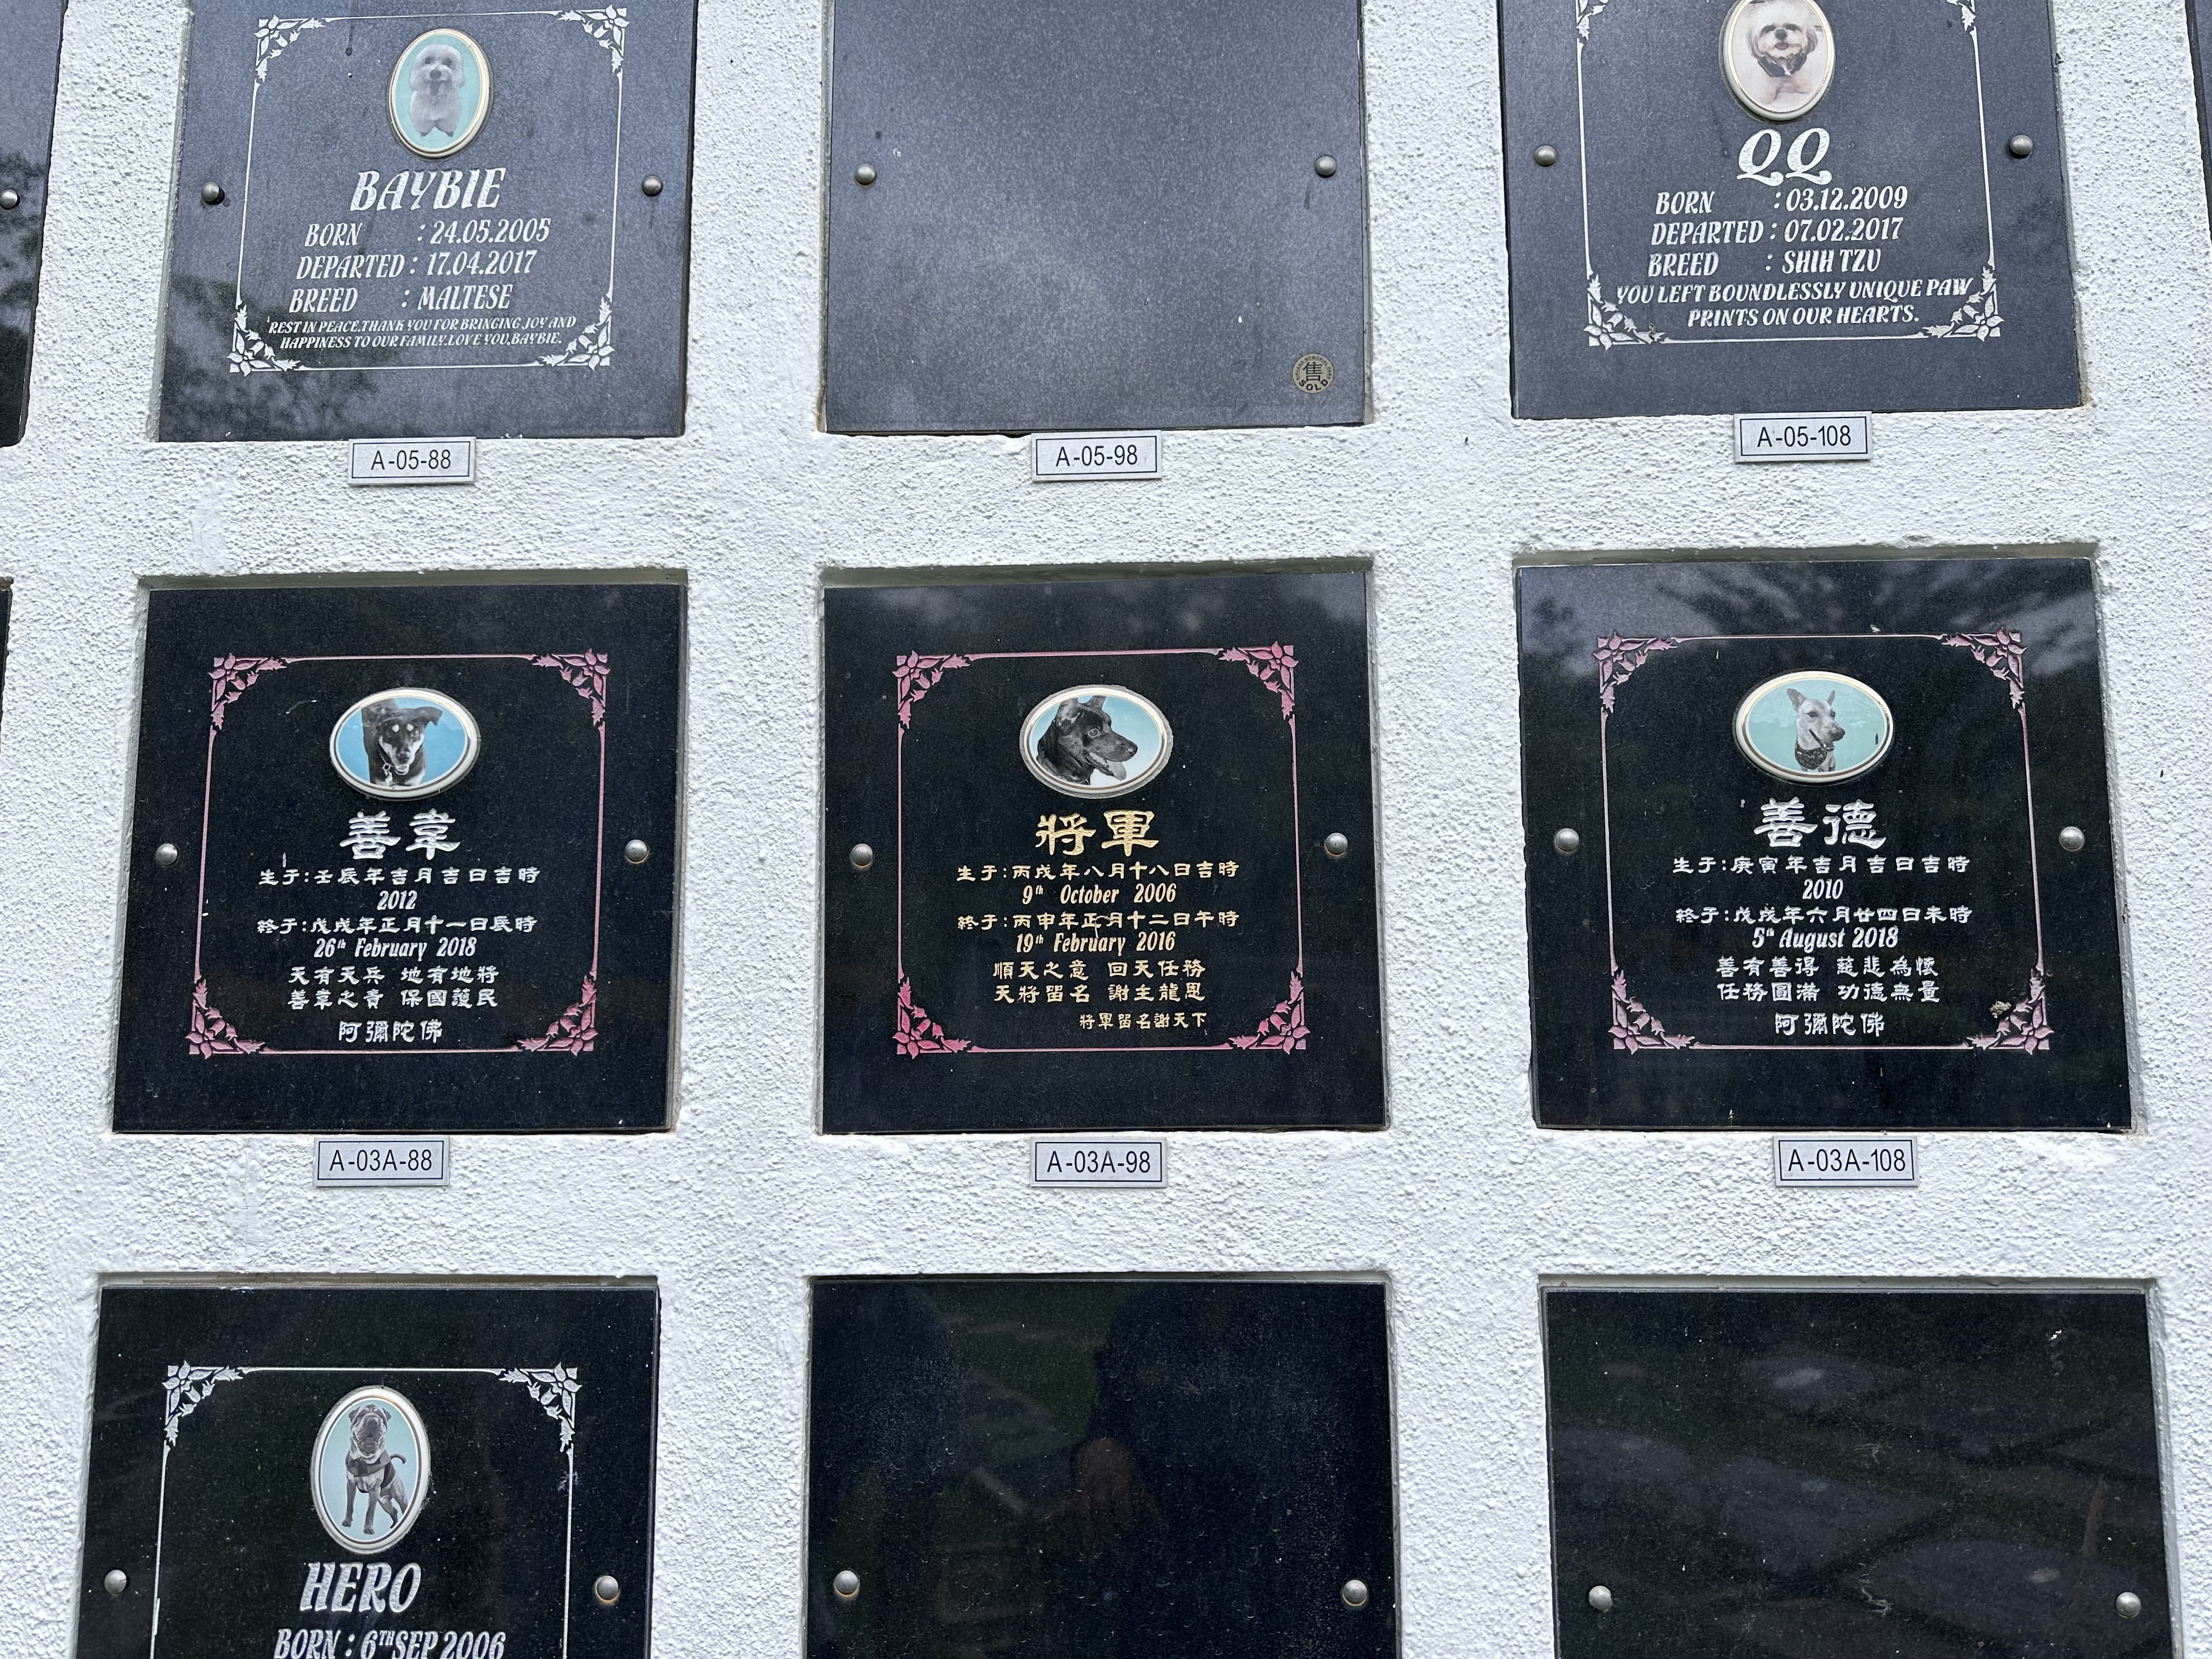 BAYBIE
BORN : 24.05.2005
DEPARTED : 17.04.2017
BREED : MALTESE
REST IN PEACE.THANK YOU FOR BRINGING JOY AND
HAPPINESS TO OUR FAMILY.LOVE YOU,BAYBIE.
A-05-88
售
SOLD
A-05-98
QQ
BORN : 03.12.2009
DEPARTED : 07.02.2017
BREED : SHIH TZU
YOU LEFT BOUNDLESSLY UNIQUE PAW
PRINTS ON OUR HEARTS.
A-05-108
善韋
生于:壬辰年吉月吉日吉時
2012
終于:戊戌年正月十一日辰時
26th February 2018
天有天兵 地有地將
善韋之責 保國護民
阿彌陀佛
A-03A-88
將軍
生于:丙戌年八月十八日吉時
9th October 2006
終于:丙申年正月十二日午時
19th February 2016
順天之意 回天任務
天將留名 謝主龍恩
將軍留名謝天下
A-03A-98
善德
生于:庚寅年吉月吉日吉時
2010
終于:戊戌年六月廿四日未時
5th August 2018
善有善得 慈悲為懷
任務圓滿 功德無量
阿彌陀佛
A-03A-108
HERO
BORN : 6TH SEP 2006